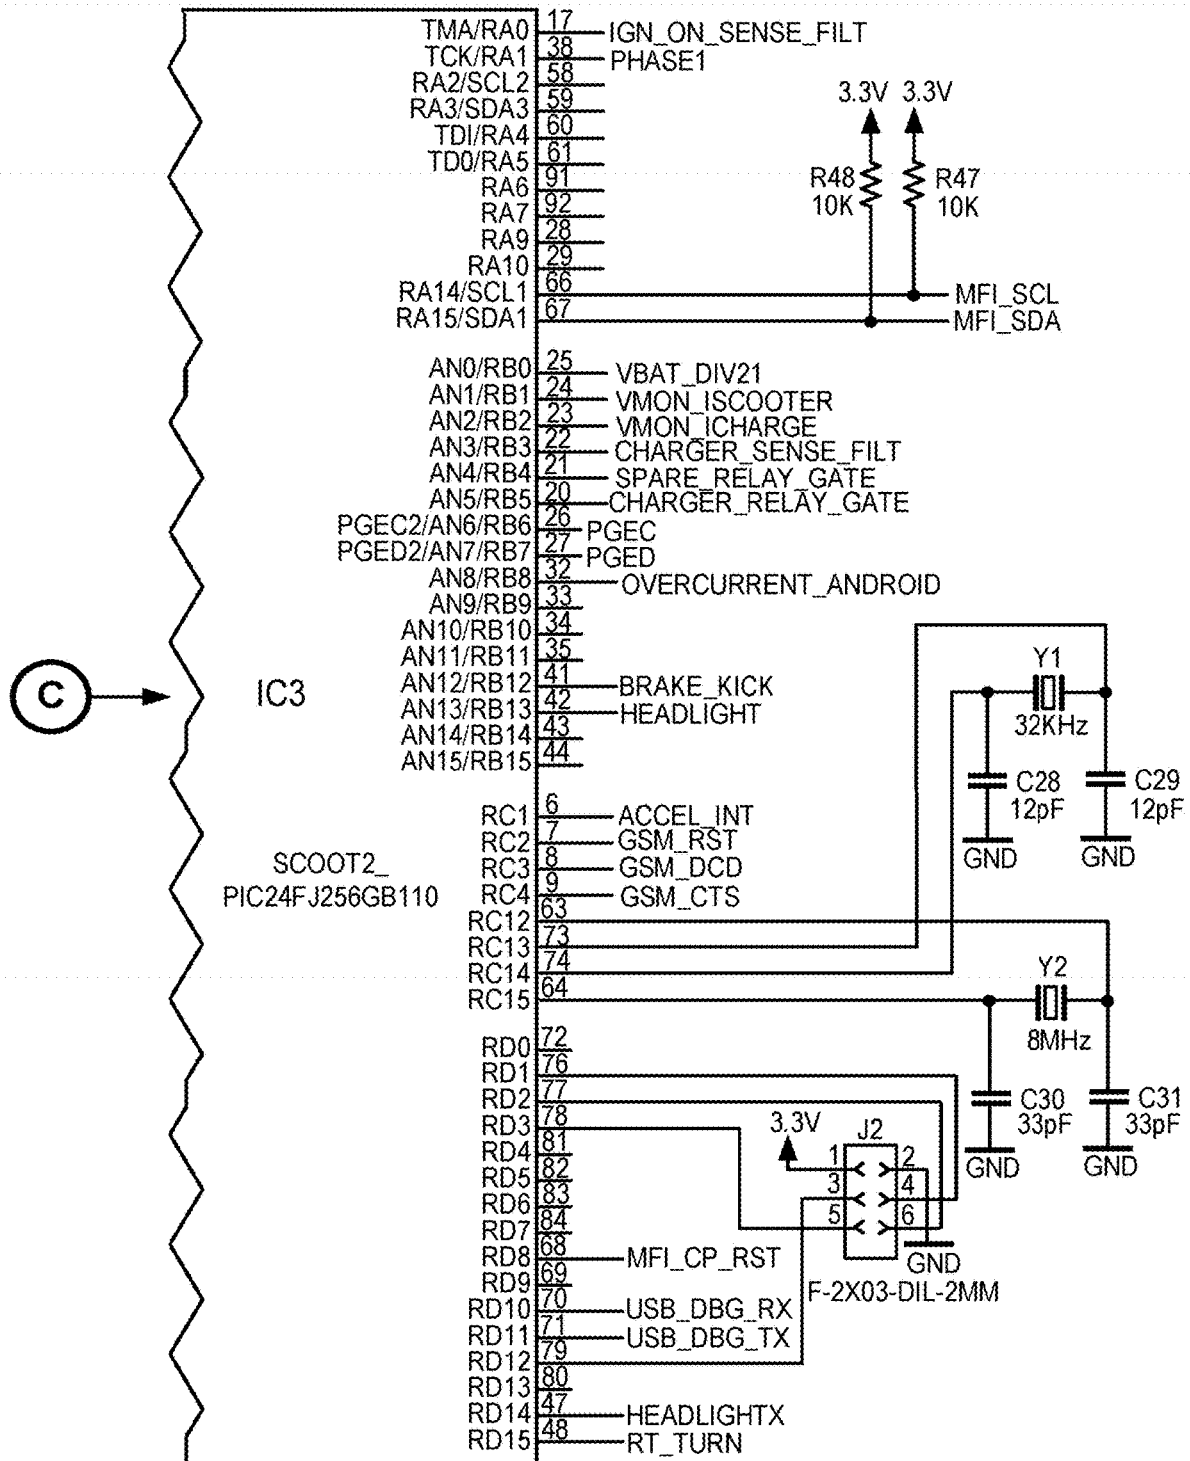 TMA/RA0 17 IGN_ON_SENSE_FILT
TCK/RA1 38 PHASE1
RA2/SCL2 58
RA3/SDA3 59
TDI/RA4 60
TD0/RA5 61
RA6 91
RA7 92
RA9 28
RA10 29
RA14/SCL1 66 MFI_SCL
RA15/SDA1 67 MFI_SDA
3.3V 3.3V
R48 R47
10K 10K
AN0/RB0 25 VBAT_DIV21
AN1/RB1 24 VMON_ISCOOTER
AN2/RB2 23 VMON_ICHARGE
AN3/RB3 22 CHARGER_SENSE_FILT
AN4/RB4 21 SPARE_RELAY_GATE
AN5/RB5 20 CHARGER_RELAY_GATE
PGEC2/AN6/RB6 26 PGEC
PGED2/AN7/RB7 27 PGED
AN8/RB8 32 OVERCURRENT_ANDROID
AN9/RB9 33
AN10/RB10 34
AN11/RB11 35
AN12/RB12 41 BRAKE_KICK
AN13/RB13 42 HEADLIGHT
AN14/RB14 43
AN15/RB15 44
C
IC3
SCOOT2_
PIC24FJ256GB110
Y1
32KHz
C28 C29
12pF 12pF
GND GND
RC1 6 ACCEL_INT
RC2 7 GSM_RST
RC3 8 GSM_DCD
RC4 9 GSM_CTS
RC12 63
RC13 73
RC14 74
RC15 64
Y2
8MHz
C30 C31
33pF 33pF
GND GND
RD0 72
RD1 76
RD2 77
RD3 78
RD4 81
RD5 82
RD6 83
RD7 84
RD8 68 MFI_CP_RST
RD9 69
RD10 70 USB_DBG_RX
RD11 71 USB_DBG_TX
RD12 79
RD13 80
RD14 47 HEADLIGHTX
RD15 48 RT_TURN
3.3V J2
1 2
3 4
5 6
GND
F-2X03-DIL-2MM